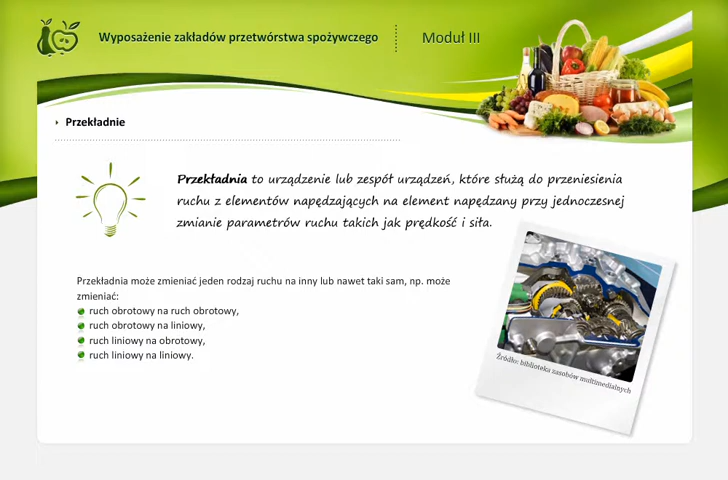 Wyposażenie zakładów przetwórstwa spożywczego
Moduł III
Przekładnie
Przekładnia to urządzenie lub zespół urządzeń, które służą do przeniesienia
ruchu z elementów napędzających na element napędzany przy jednoczesnej
zmianie parametrów ruchu takich jak prędkość i siła.
Przekładnia może zmieniać jeden rodzaj ruchu na inny lub nawet taki sam, np. może
zmieniać:
ruch obrotowy na ruch obrotowy,
ruch obrotowy na liniowy,
ruch liniowy na obrotowy,
ruch liniowy na liniowy.
Źródło: biblioteka zasobów multimedialnych